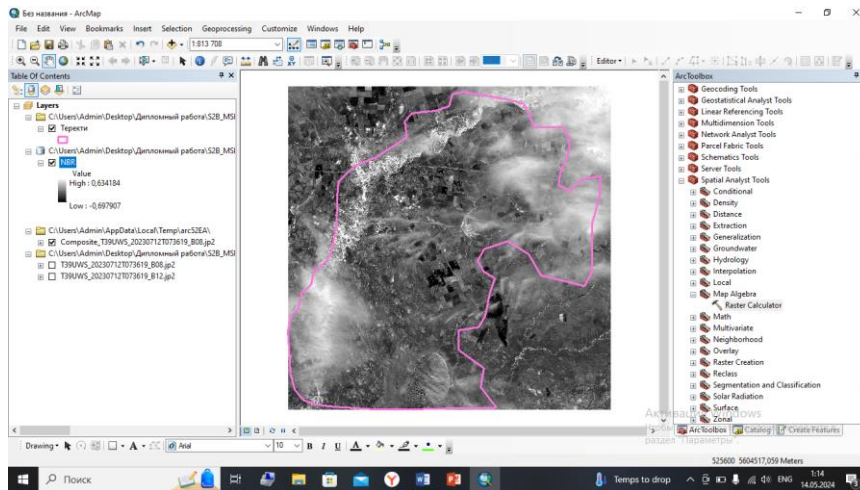 Без названия - ArcMap
File Edit View Bookmarks Insert Selection Geoprocessing Customize Windows Help
1:813 708
Editor
Table Of Contents
ArcToolbox
Layers
C:\Users\Admin\Desktop\Дипломный работа\S2B_MSI
Теректи
C:\Users\Admin\Desktop\Дипломный работа\S2B_MSI
NBR
Value
High : 0,634184
Low : -0,697907
C:\Users\Admin\AppData\Local\Temp\arc52EA\
Composite_T39UWS_20230712T073619_B08.jp2
C:\Users\Admin\Desktop\Дипломный работа\S2B_MSI
T39UWS_20230712T073619_B08.jp2
T39UWS_20230712T073619_B12.jp2
Geocoding Tools
Geostatistical Analyst Tools
Linear Referencing Tools
Multidimension Tools
Network Analyst Tools
Parcel Fabric Tools
Schematics Tools
Server Tools
Spatial Analyst Tools
Conditional
Density
Distance
Extraction
Generalization
Groundwater
Hydrology
Interpolation
Local
Map Algebra
Raster Calculator
Math
Multivariate
Neighborhood
Overlay
Raster Creation
Reclass
Segmentation and Classification
Solar Radiation
Surface
Zonal
раздел "Параметры".
ArcToolbox Catalog Create Features
Drawing Arial 10 B I U A
525600 5604517,059 Meters
Поиск
Temps to drop
ENG
1:14
14.05.2024